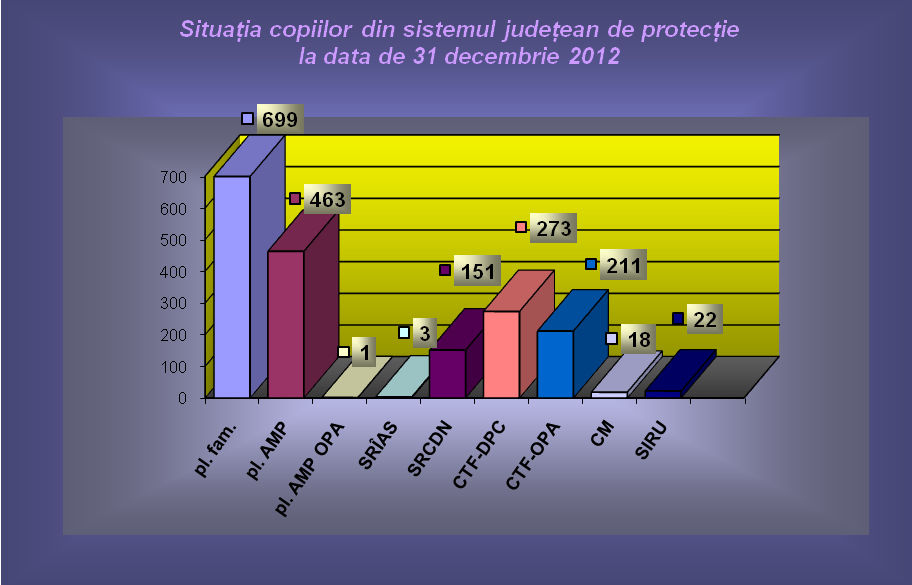 Situația copiilor din sistemul județean de protecție
la data de 31 decembrie 2012
699
463
1
3
151
273
211
18
22
700
600
500
400
300
200
100
0
pl. fam.
pl. AMP
pl. AMP OPA
SRÎAS
SRCDN
CTF-DPC
CTF-OPA
CM
SIRU